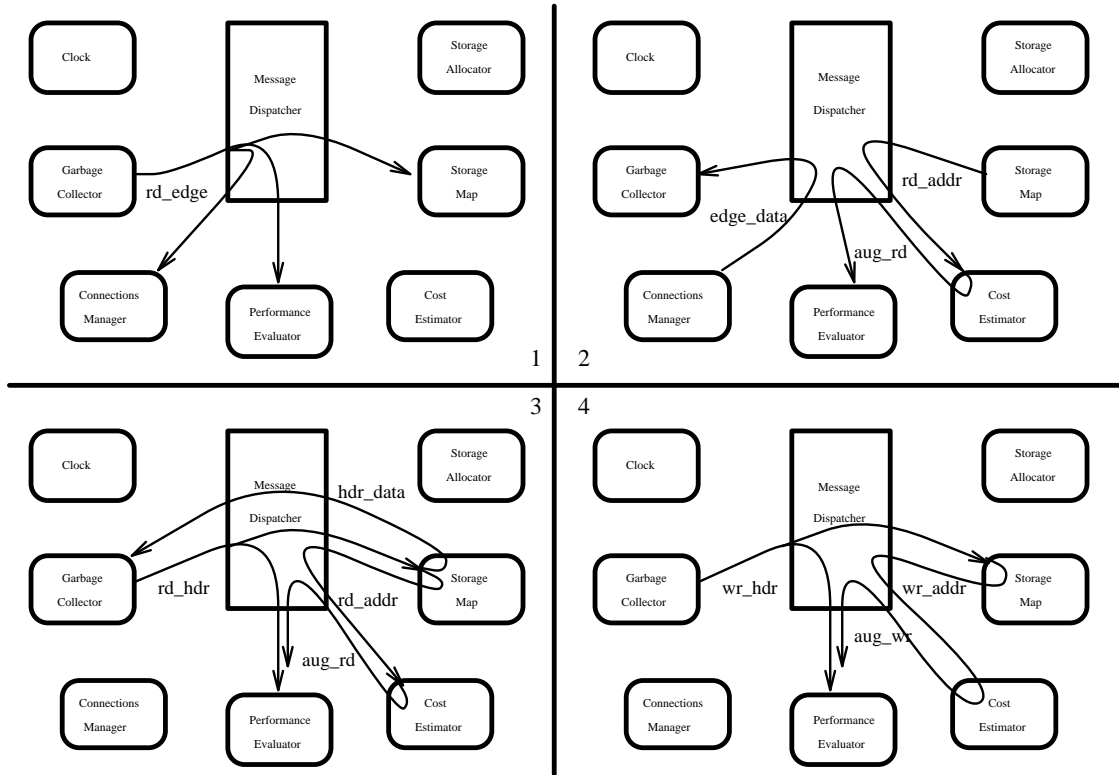 Clock
Message
Dispatcher
Storage
Allocator
Garbage
Collector
rd_edge
Storage
Map
Connections
Manager
Performance
Evaluator
Cost
Estimator
1
Clock
Message
Dispatcher
Storage
Allocator
Garbage
Collector
rd_addr
Storage
Map
edge_data
aug_rd
Connections
Manager
Performance
Evaluator
Cost
Estimator
2
3
Clock
Message
Dispatcher
hdr_data
Storage
Allocator
Garbage
Collector
rd_hdr
rd_addr
Storage
Map
aug_rd
Connections
Manager
Performance
Evaluator
Cost
Estimator
4
Clock
Message
Dispatcher
Storage
Allocator
Garbage
Collector
wr_hdr
wr_addr
Storage
Map
aug_wr
Connections
Manager
Performance
Evaluator
Cost
Estimator